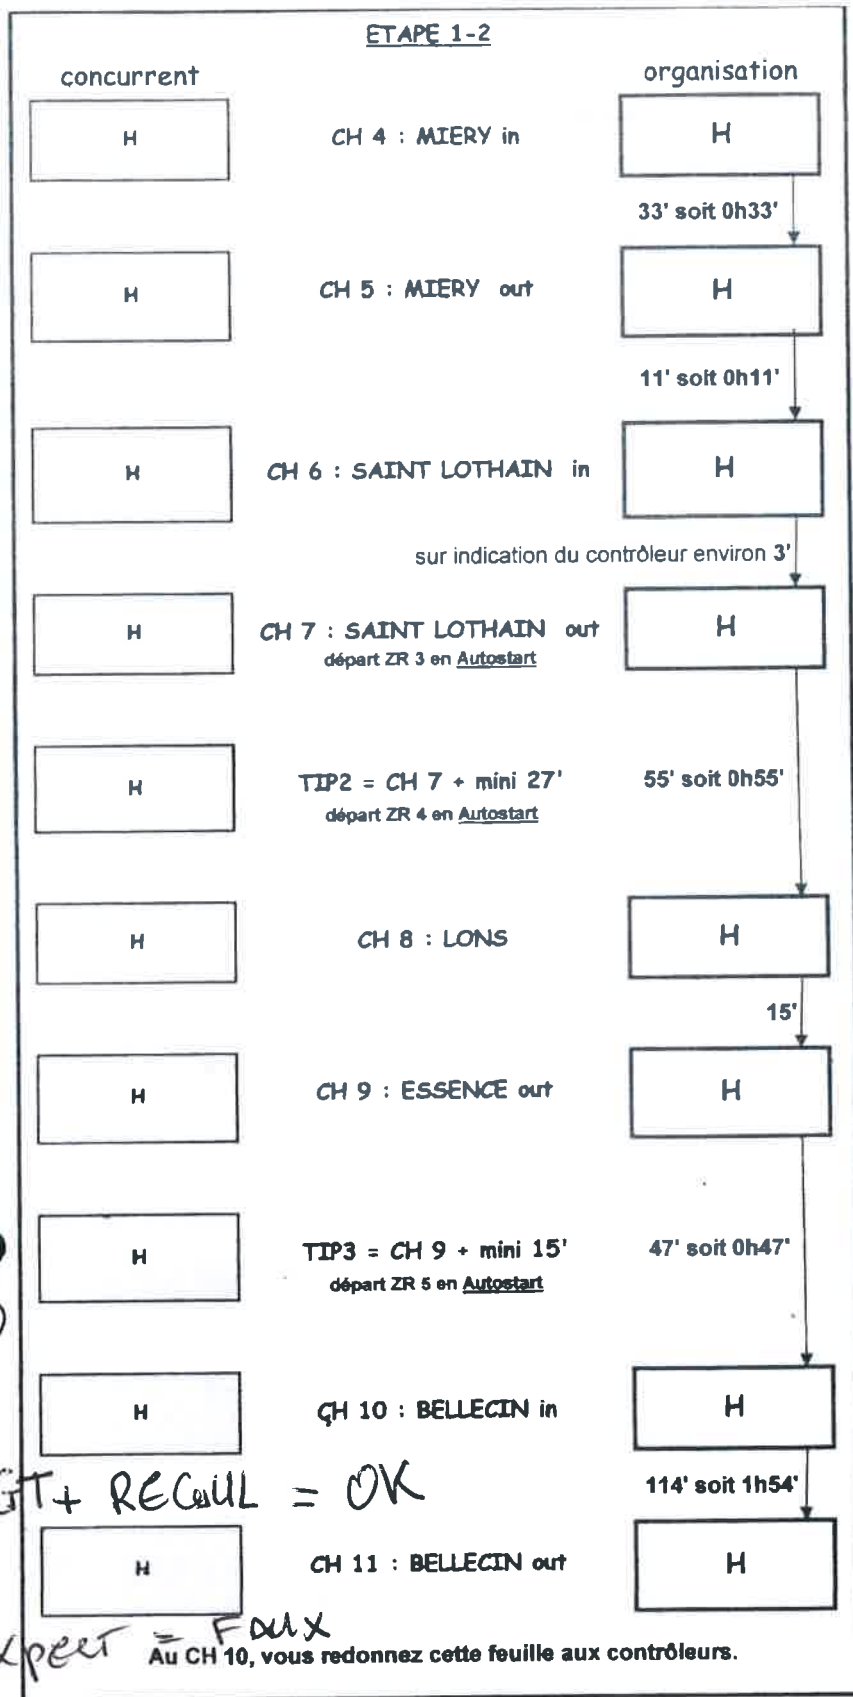 ETAPE 1-2
concurrent organisation
H CH 4 : MIERY in H
33' soit 0h33'
H CH 5 : MIERY out H
11' soit 0h11'
H CH 6 : SAINT LOTHAIN in H
sur indication du contrôleur environ 3'
H CH 7 : SAINT LOTHAIN out H
départ ZR 3 en Autostart
H TIP2 = CH 7 + mini 27' 55' soit 0h55'
départ ZR 4 en Autostart
H CH 8 : LONS H
15'
H CH 9 : ESSENCE out H
H TIP3 = CH 9 + mini 15' 47' soit 0h47'
départ ZR 5 en Autostart
H CH 10 : BELLECIN in H
114' soit 1h54'
= OK
H CH 11 : BELLECIN out H
= Faux
Au CH 10, vous redonnez cette feuille aux contrôleurs.